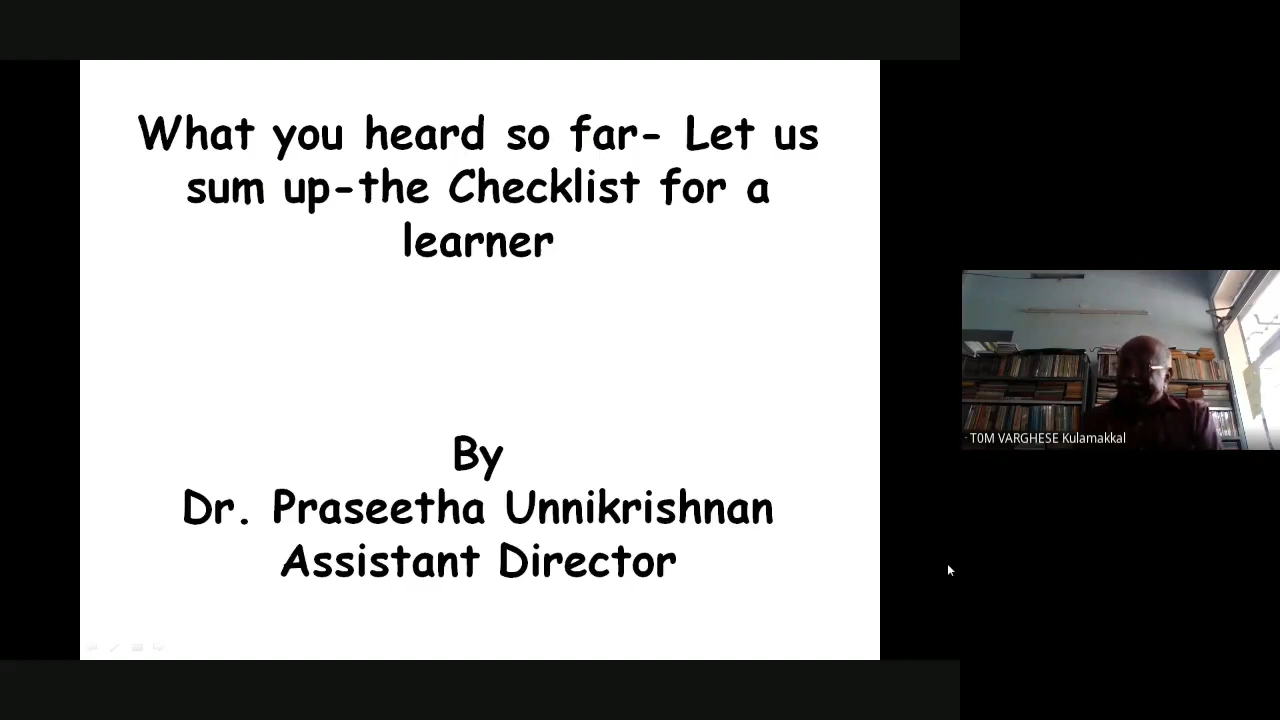 What you heard so far- Let us
sum up-the Checklist for a
learner
By
Dr. Praseetha Unnikrishnan
Assistant Director
T0M VARGHESE Kulamakkal